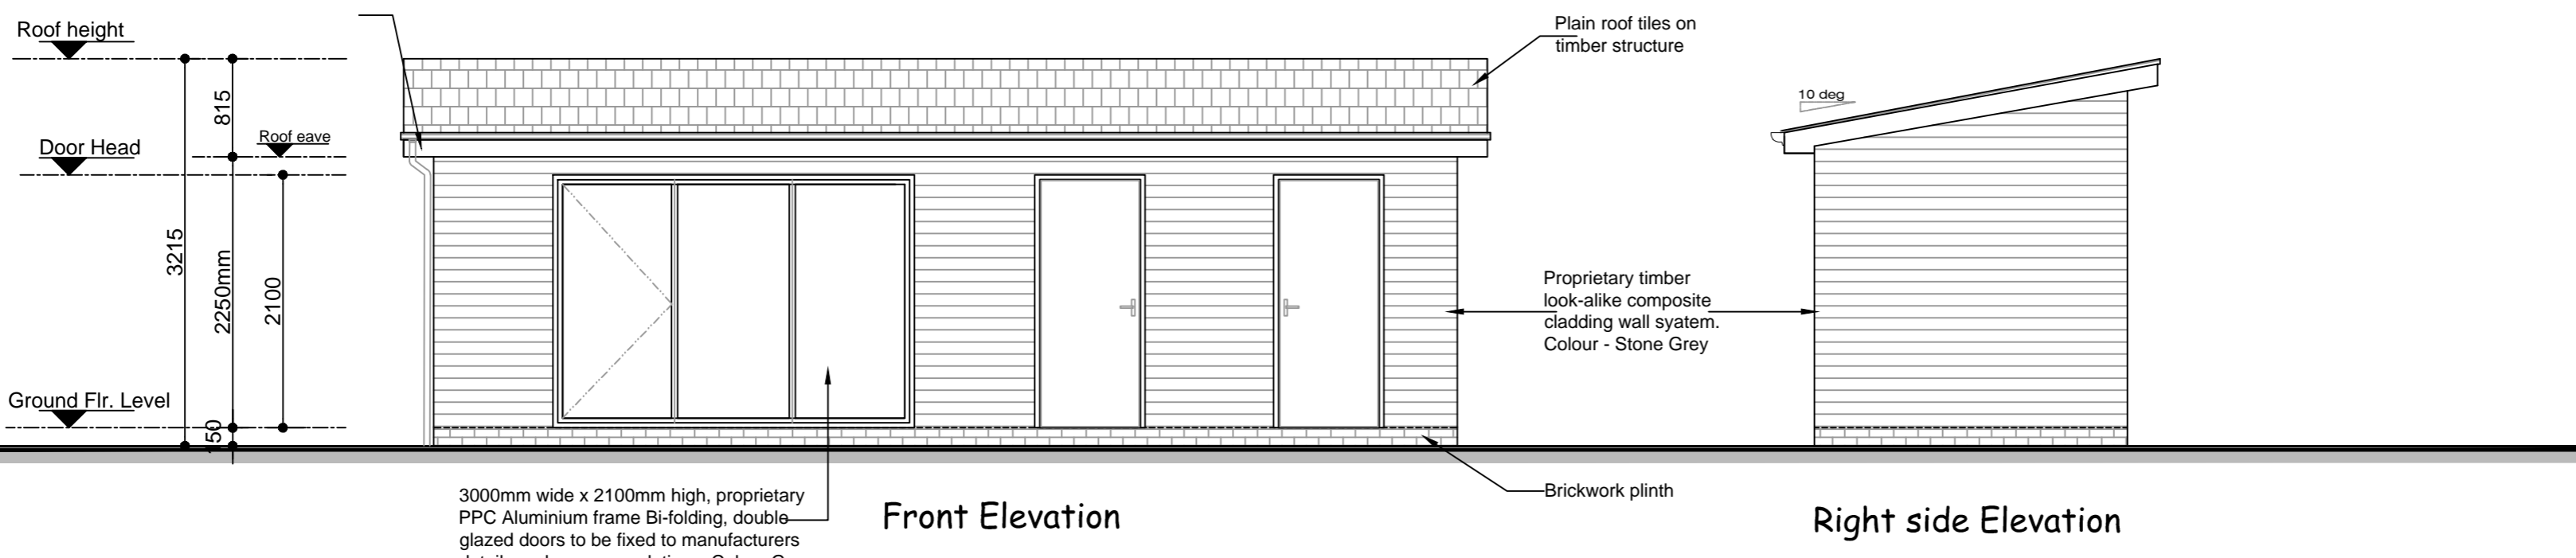 Roof height
Plain roof tiles on
timber structure
815
10 deg
Roof eave
Door Head
3215
2250mm
2100
Proprietary timber
look-alike composite
cladding wall syatem.
Colour - Stone Grey
Ground Flr. Level
150
3000mm wide x 2100mm high, proprietary
PPC Aluminium frame Bi-folding, double
glazed doors to be fixed to manufacturers
Brickwork plinth
Front Elevation
Right side Elevation